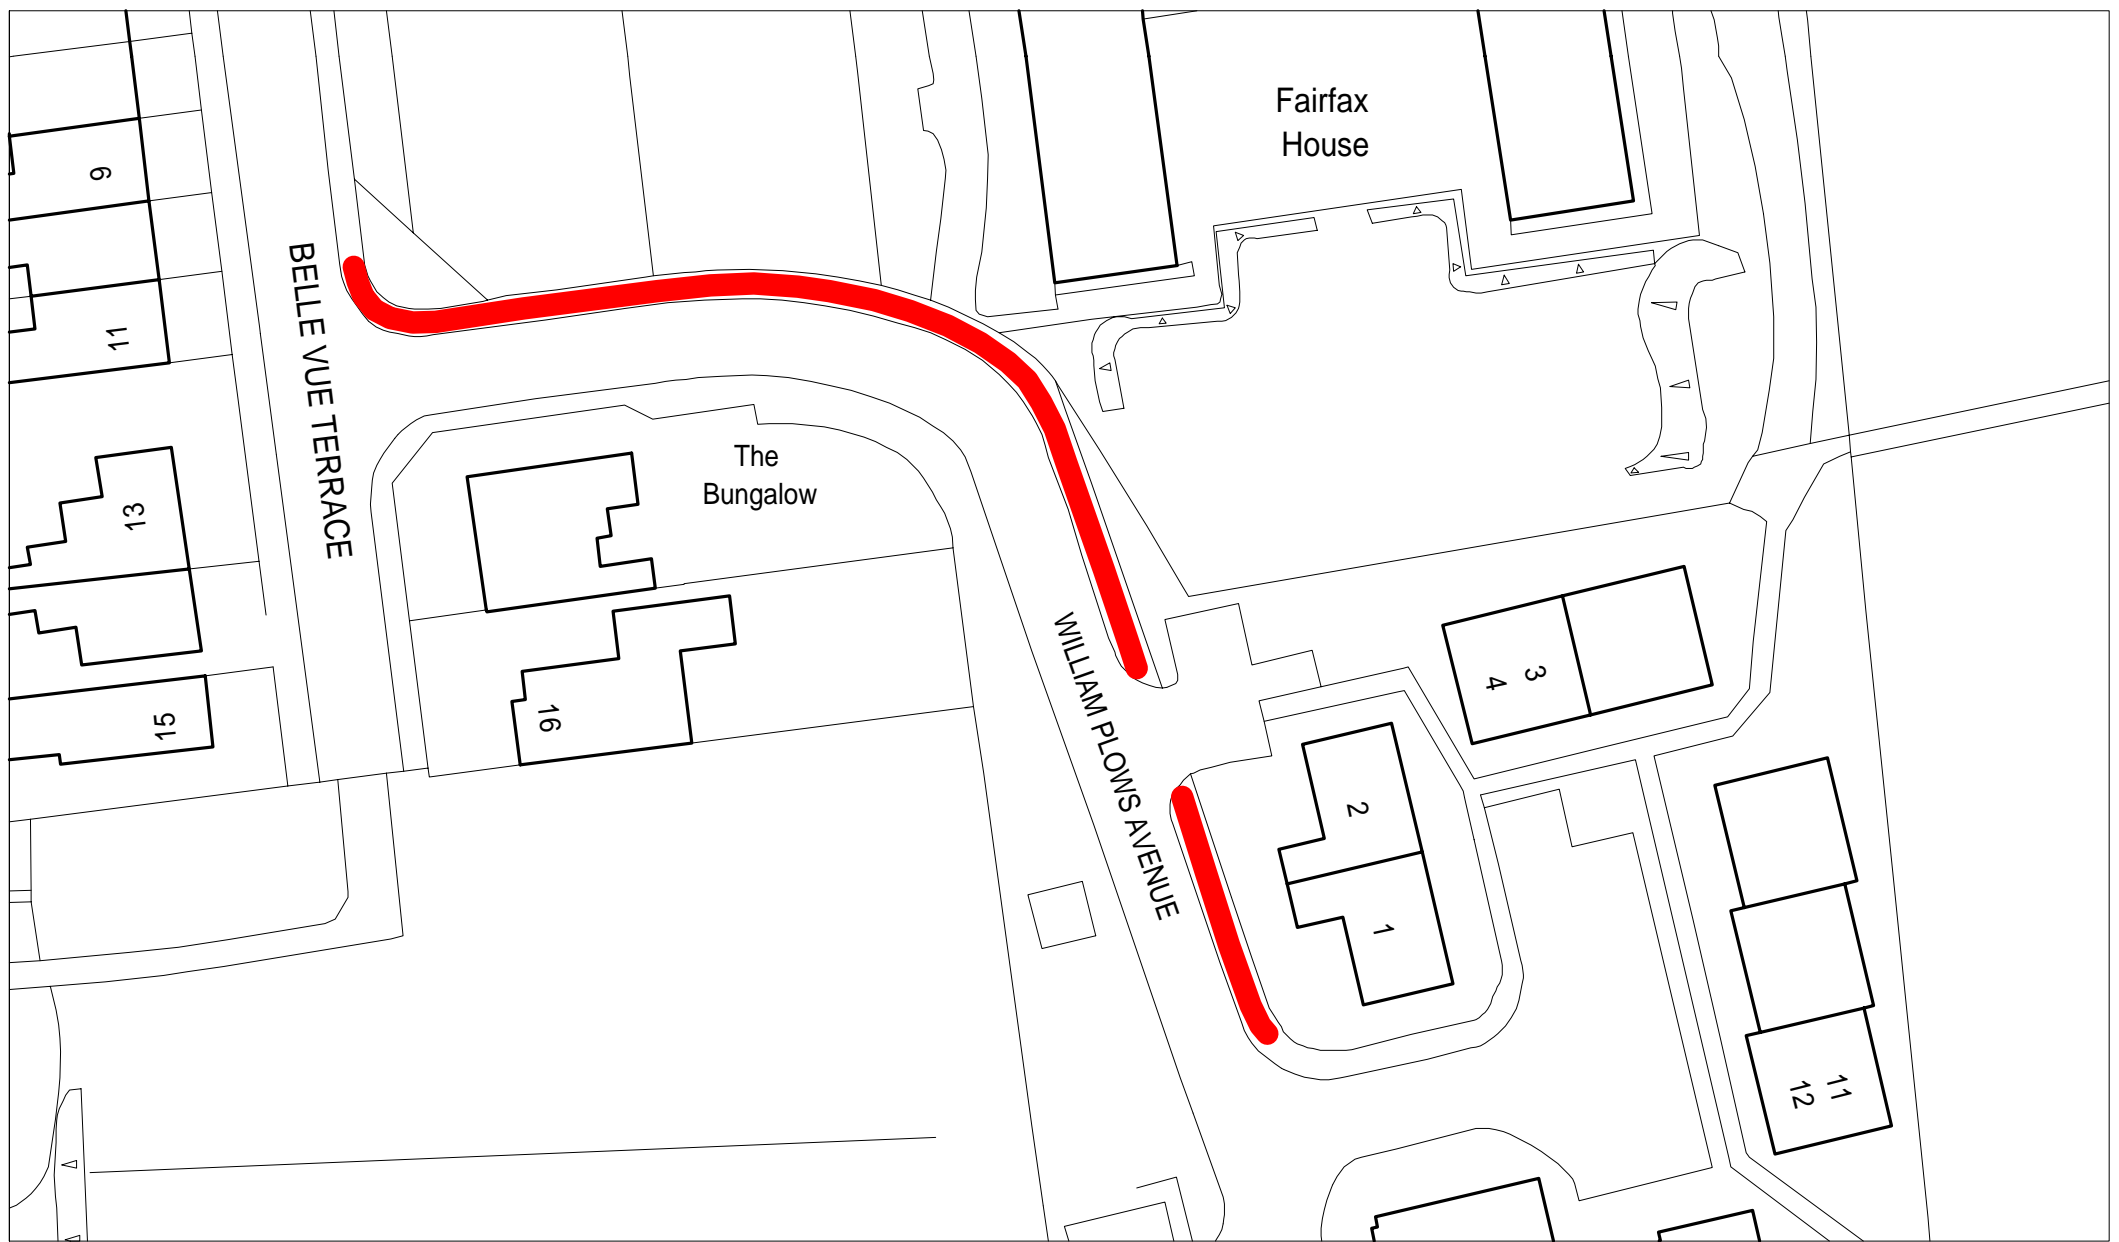 Fairfax
House
9
11
BELLE VUE TERRACE
The
Bungalow
13
15
16
WILLIAM PLOWS AVENUE
3
4
2
1
11
12